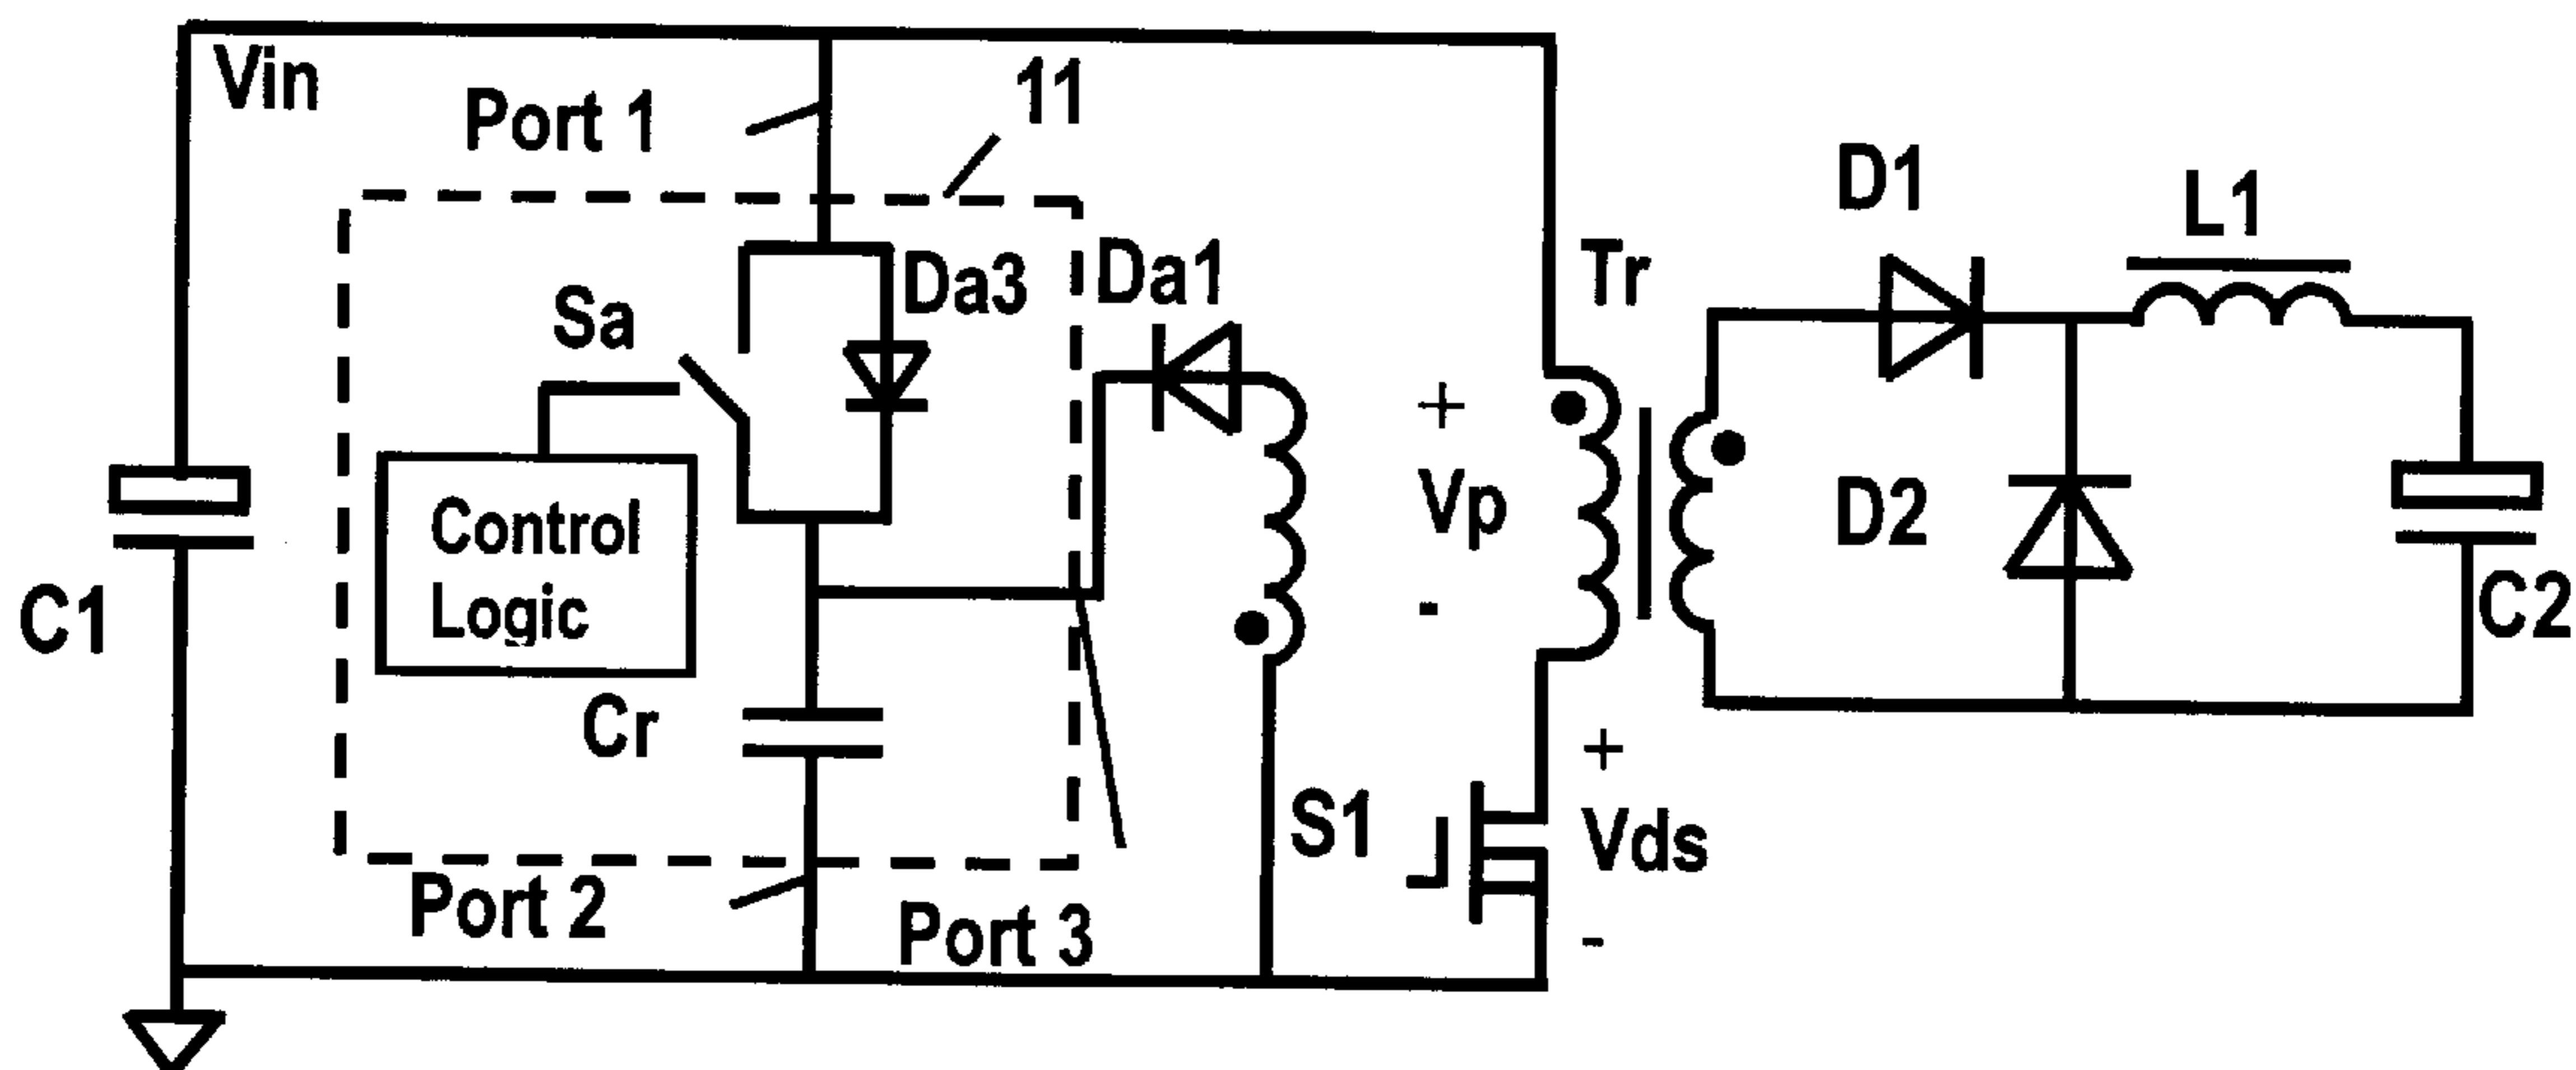 Vin
Port 1
11
Da3
Da1
Sa
Control
Logic
Cr
C1
Port 2
Port 3
+
Vp
-
Tr
S1
+
Vds
-
D1
L1
D2
C2